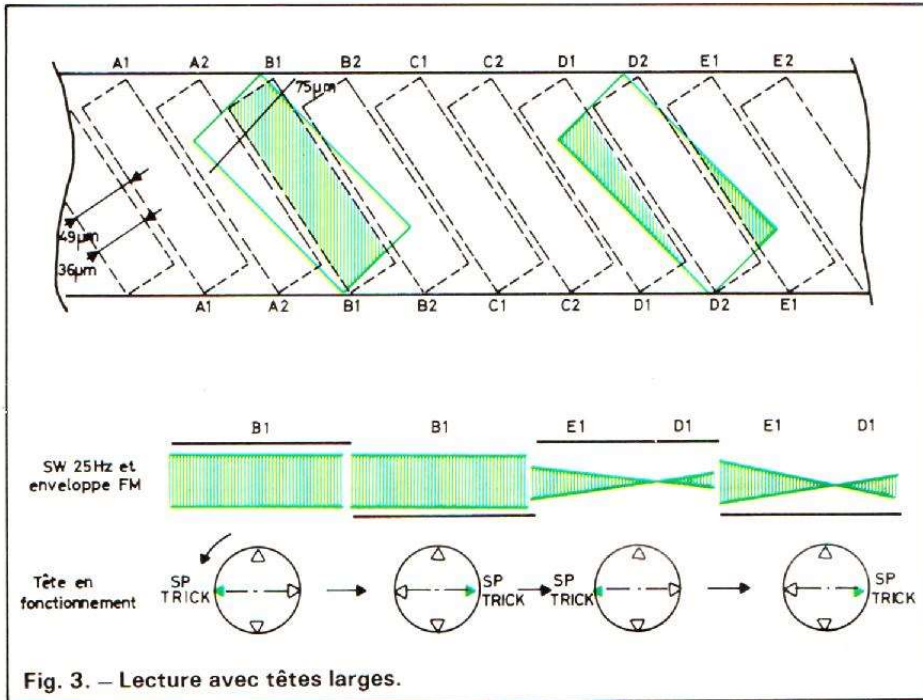 A1 A2 B1 B2 C1 C2 D1 D2 E1 E2
75µm
49µm
36µm
A1 A2 B1 B2 C1 C2 D1 D2 E1
B1 B1 E1 D1 E1 D1
SW 25Hz et
enveloppe FM
Tête en
fonctionnement
SP
TRICK
SP
TRICK
SP
TRICK
SP
TRICK
Fig. 3. — Lecture avec têtes larges.